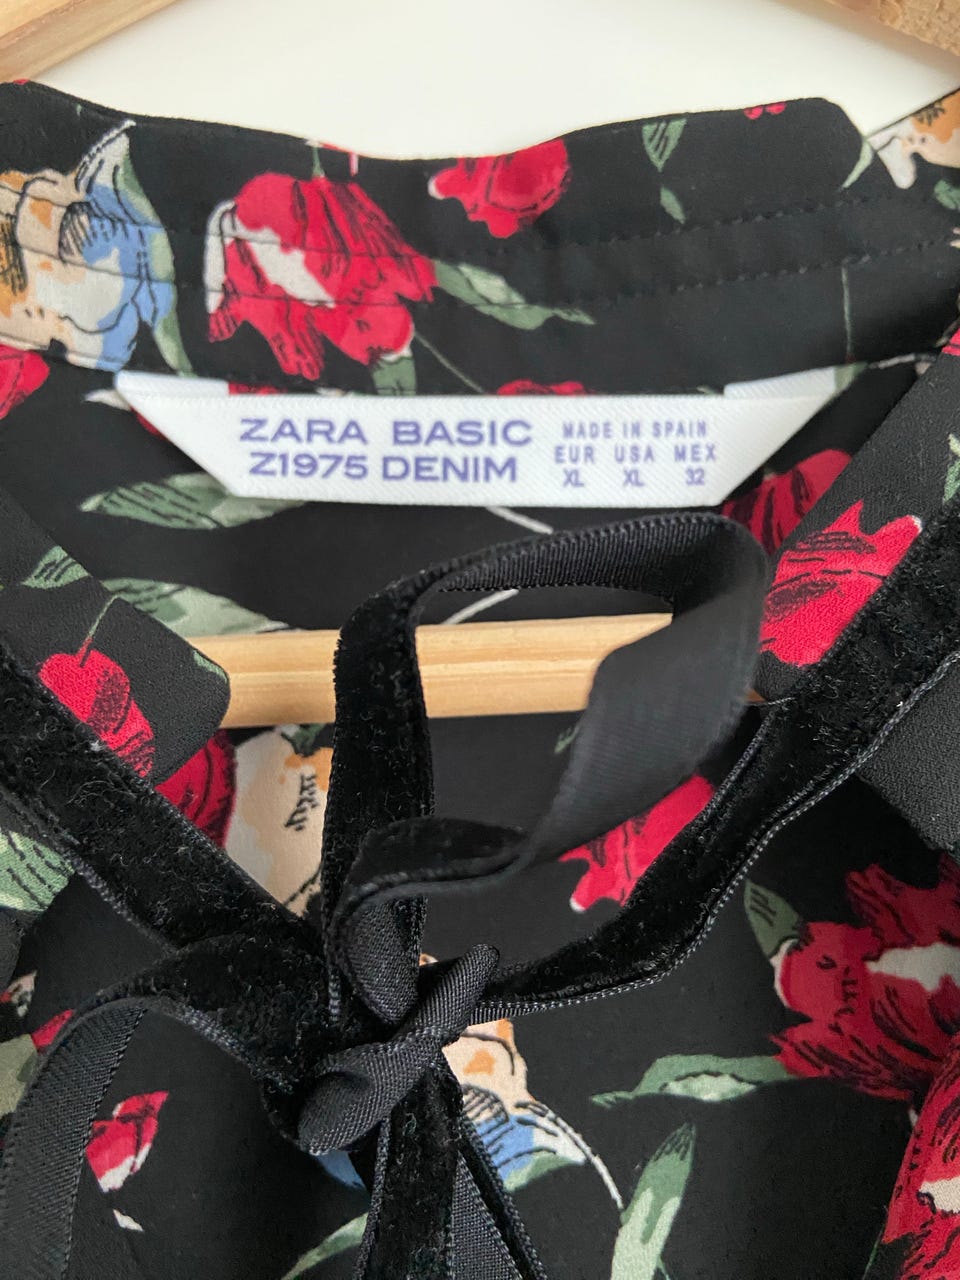 ZARA BASIC
Z1975 DENIM
MADE IN SPAIN
EUR USA MEX
XL XL 32